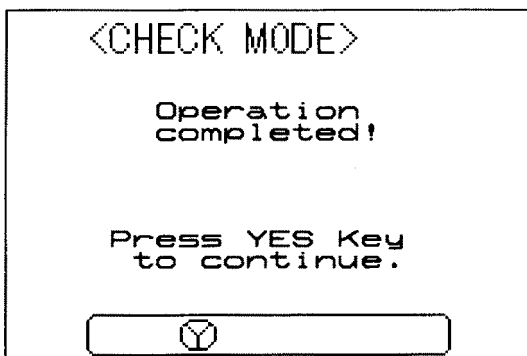 <CHECK MODE>
Operation
completed!
Press YES Key
to continue.
Y